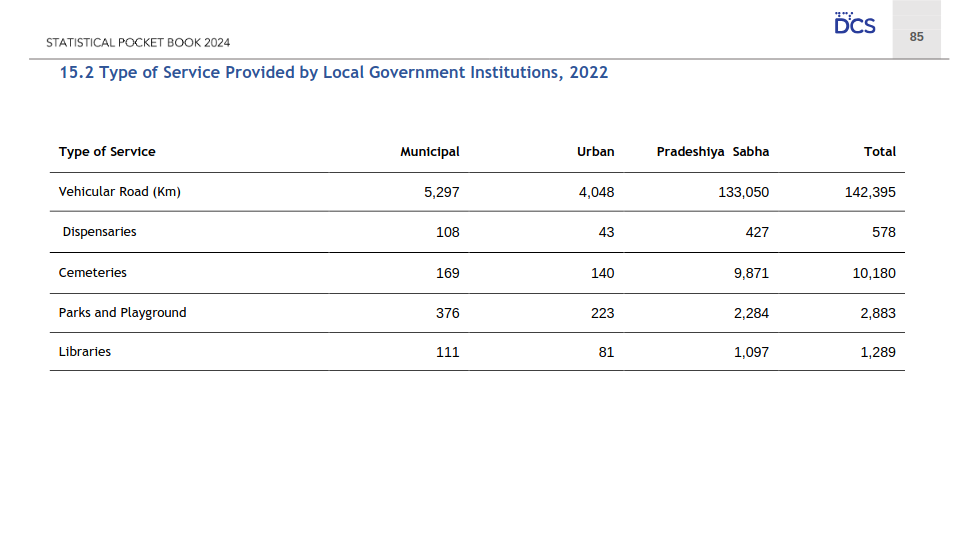 DCS
85
STATISTICAL POCKET BOOK 2024
15.2 Type of Service Provided by Local Government Institutions, 2022
Type of Service Municipal Urban Pradeshiya Sabha Total
Vehicular Road (Km) 5,297 4,048 133,050 142,395
Dispensaries 108 43 427 578
Cemeteries 169 140 9,871 10,180
Parks and Playground 376 223 2,284 2,883
Libraries 111 81 1,097 1,289